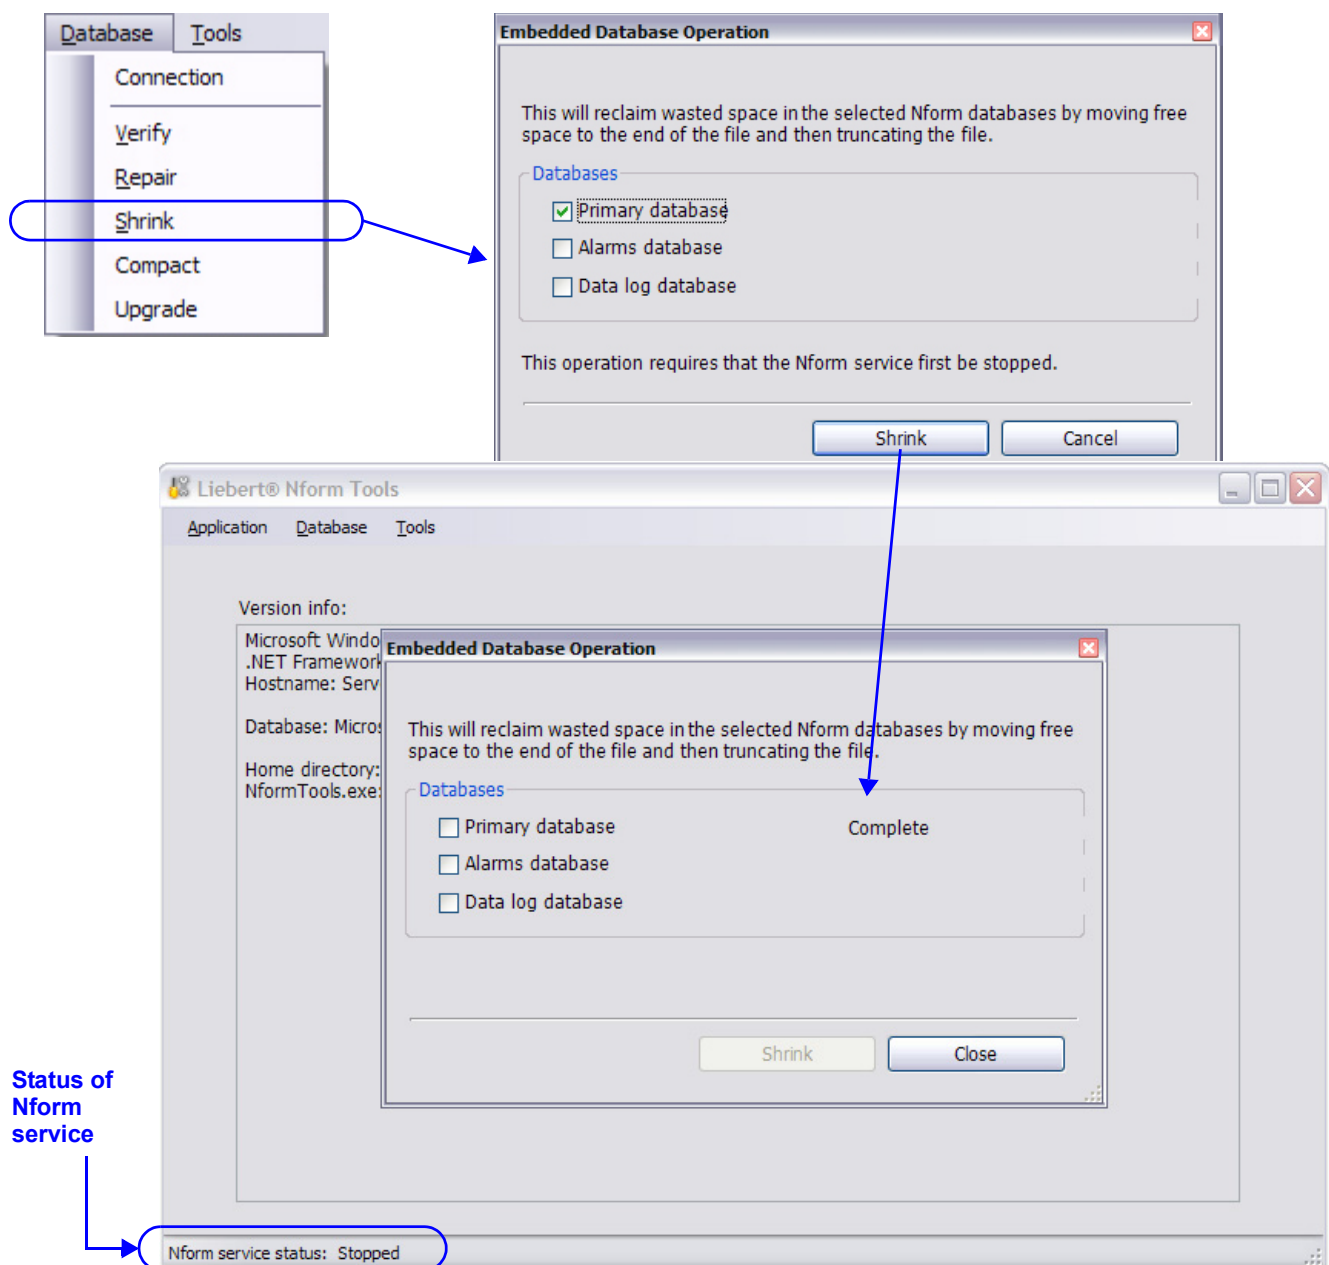 Database Tools
Connection
Verify
Repair
Shrink
Compact
Upgrade
Embedded Database Operation
This will reclaim wasted space in the selected Nform databases by moving free
space to the end of the file and then truncating the file.
Databases
Primary database
Alarms database
Data log database
This operation requires that the Nform service first be stopped.
Shrink Cancel
Liebert® Nform Tools
Application Database Tools
Version info:
Microsoft Windo
.NET Framework
Hostname: Serv
Database: Micros
Home directory:
NformTools.exe:
Embedded Database Operation
This will reclaim wasted space in the selected Nform databases by moving free
space to the end of the file and then truncating the file.
Databases
Primary database Complete
Alarms database
Data log database
Shrink Close
Status of
Nform
service
Nform service status: Stopped